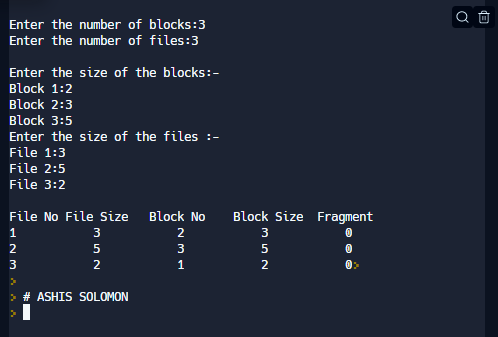 Enter the number of blocks:3
Enter the number of files:3
Enter the size of the blocks:-
Block 1:2
Block 2:3
Block 3:5
Enter the size of the files :-
File 1:3
File 2:5
File 3:2
File No File Size   Block No    Block Size  Fragment
1           3           2           3           0
2           5           3           5           0
3           2           1           2           0>
>
> # ASHIS SOLOMON
>